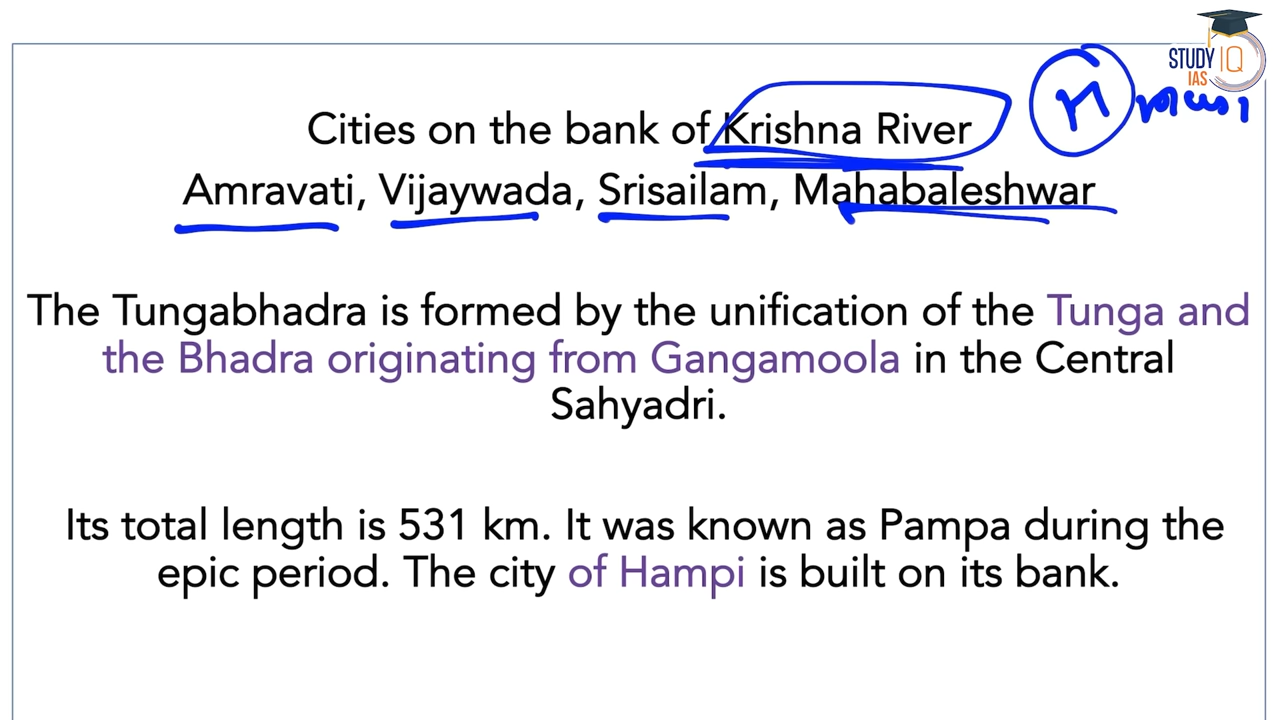 STUDY IQ
IAS
Cities on the bank of Krishna River
Amravati, Vijaywada, Srisailam, Mahabaleshwar
The Tungabhadra is formed by the unification of the Tunga and
the Bhadra originating from Gangamoola in the Central
Sahyadri.
Its total length is 531 km. It was known as Pampa during the
epic period. The city of Hampi is built on its bank.